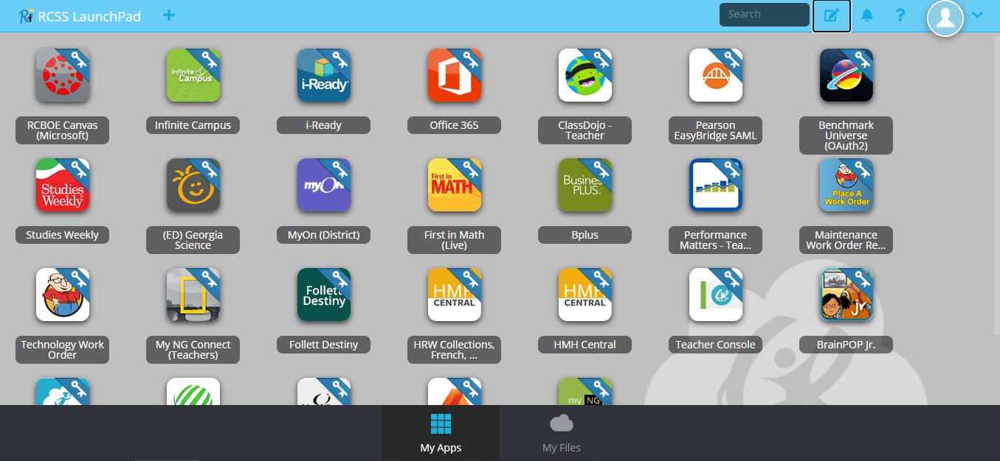 Ri RCSS LaunchPad +
Search
?
Infinite
Campus
i-Ready
RCBOE Canvas
(Microsoft)
Infinite Campus
i-Ready
Office 365
ClassDojo -
Teacher
Pearson
EasyBridge SAML
Benchmark
Universe
(OAuth2)
Studies
Weekly
myOn
First in
MATH
PLUS
Place A
Work Order
Studies Weekly
(ED) Georgia
Science
MyOn (District)
First in Math
(Live)
Bplus
Performance
Matters - Tea...
Maintenance
Work Order Re...
Follett
Destiny
HMH
CENTRAL
HMH
CENTRAL
jr
Technology Work
Order
My NG Connect
(Teachers)
Follett Destiny
HRW Collections,
French, ...
HMH Central
Teacher Console
BrainPOP Jr.
my NG
My Apps
My Files